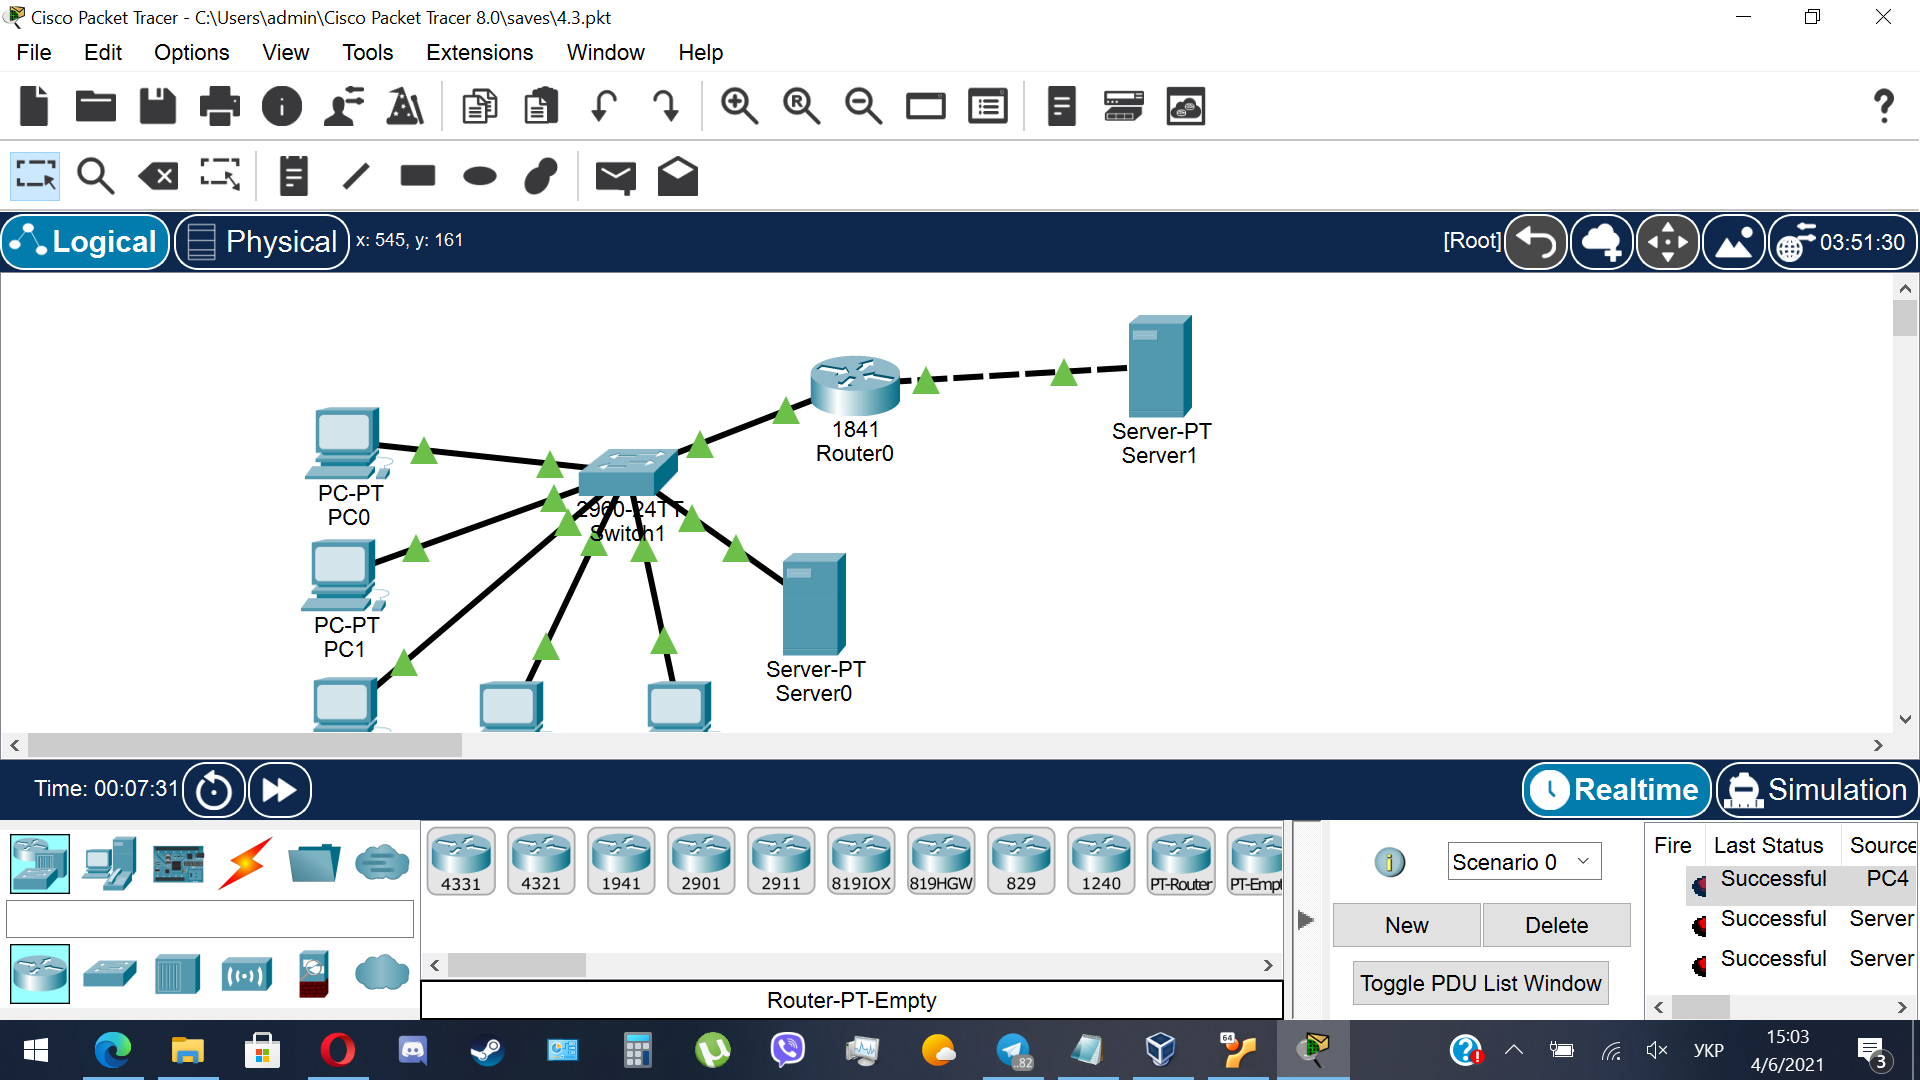 Cisco Packet Tracer - C:\Users\admin\Cisco Packet Tracer 8.0\saves\4.3.pkt
File Edit Options View Tools Extensions Window Help
R
?
Logical Physical x: 545, y: 161 [Root] 03:51:30
1841
Router0
Server-PT
Server1
PC-PT
PC0
2960-24TT
Switch1
PC-PT
PC1
Server-PT
Server0
Time: 00:07:31 Realtime Simulation
4331 4321 1941 2901 2911 819IOX 819HGW 829 1240 PT-Router PT-Empt
Scenario 0
New Delete
Toggle PDU List Window
Fire Last Status Source
Successful PC4
Successful Server
Successful Server
Router-PT-Empty
..82
64
УКР
15:03
4/6/2021
3